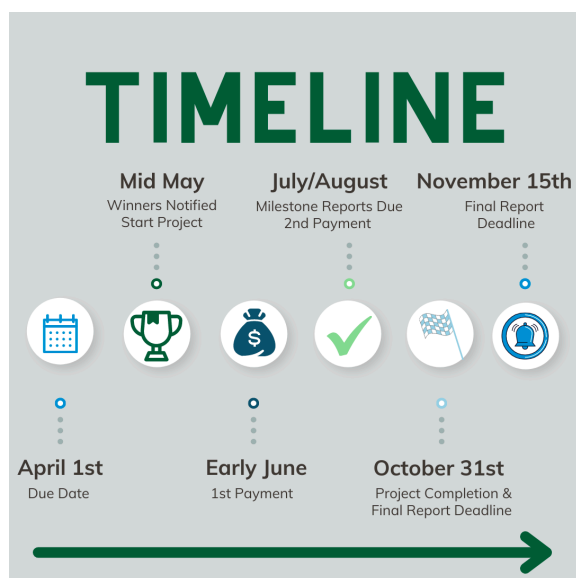 TIMELINE
Mid May
Winners Notified
Start Project
July/August
Milestone Reports Due
2nd Payment
November 15th
Final Report
Deadline
$
April 1st
Due Date
Early June
1st Payment
October 31st
Project Completion &
Final Report Deadline